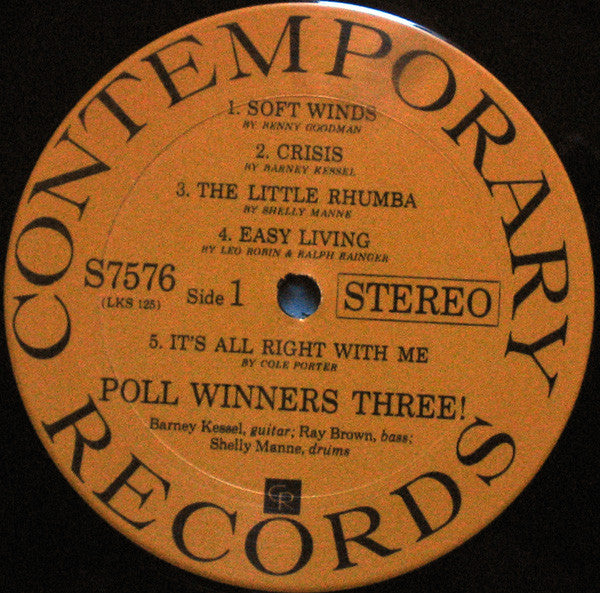 CONTEMPORARY
1. SOFT WINDS
BY BENNY GOODMAN
2. CRISIS
BY BARNEY KESSEL
3. THE LITTLE RHUMBA
BY SHELLY MANNE
4. EASY LIVING
BY LEO ROBIN & RALPH RAINGER
S7576
(LKS 125)
Side 1
STEREO
5. IT'S ALL RIGHT WITH ME
BY COLE PORTER
POLL WINNERS THREE!
Barney Kessel, guitar; Ray Brown, bass;
Shelly Manne, drums
CR
RECORDS